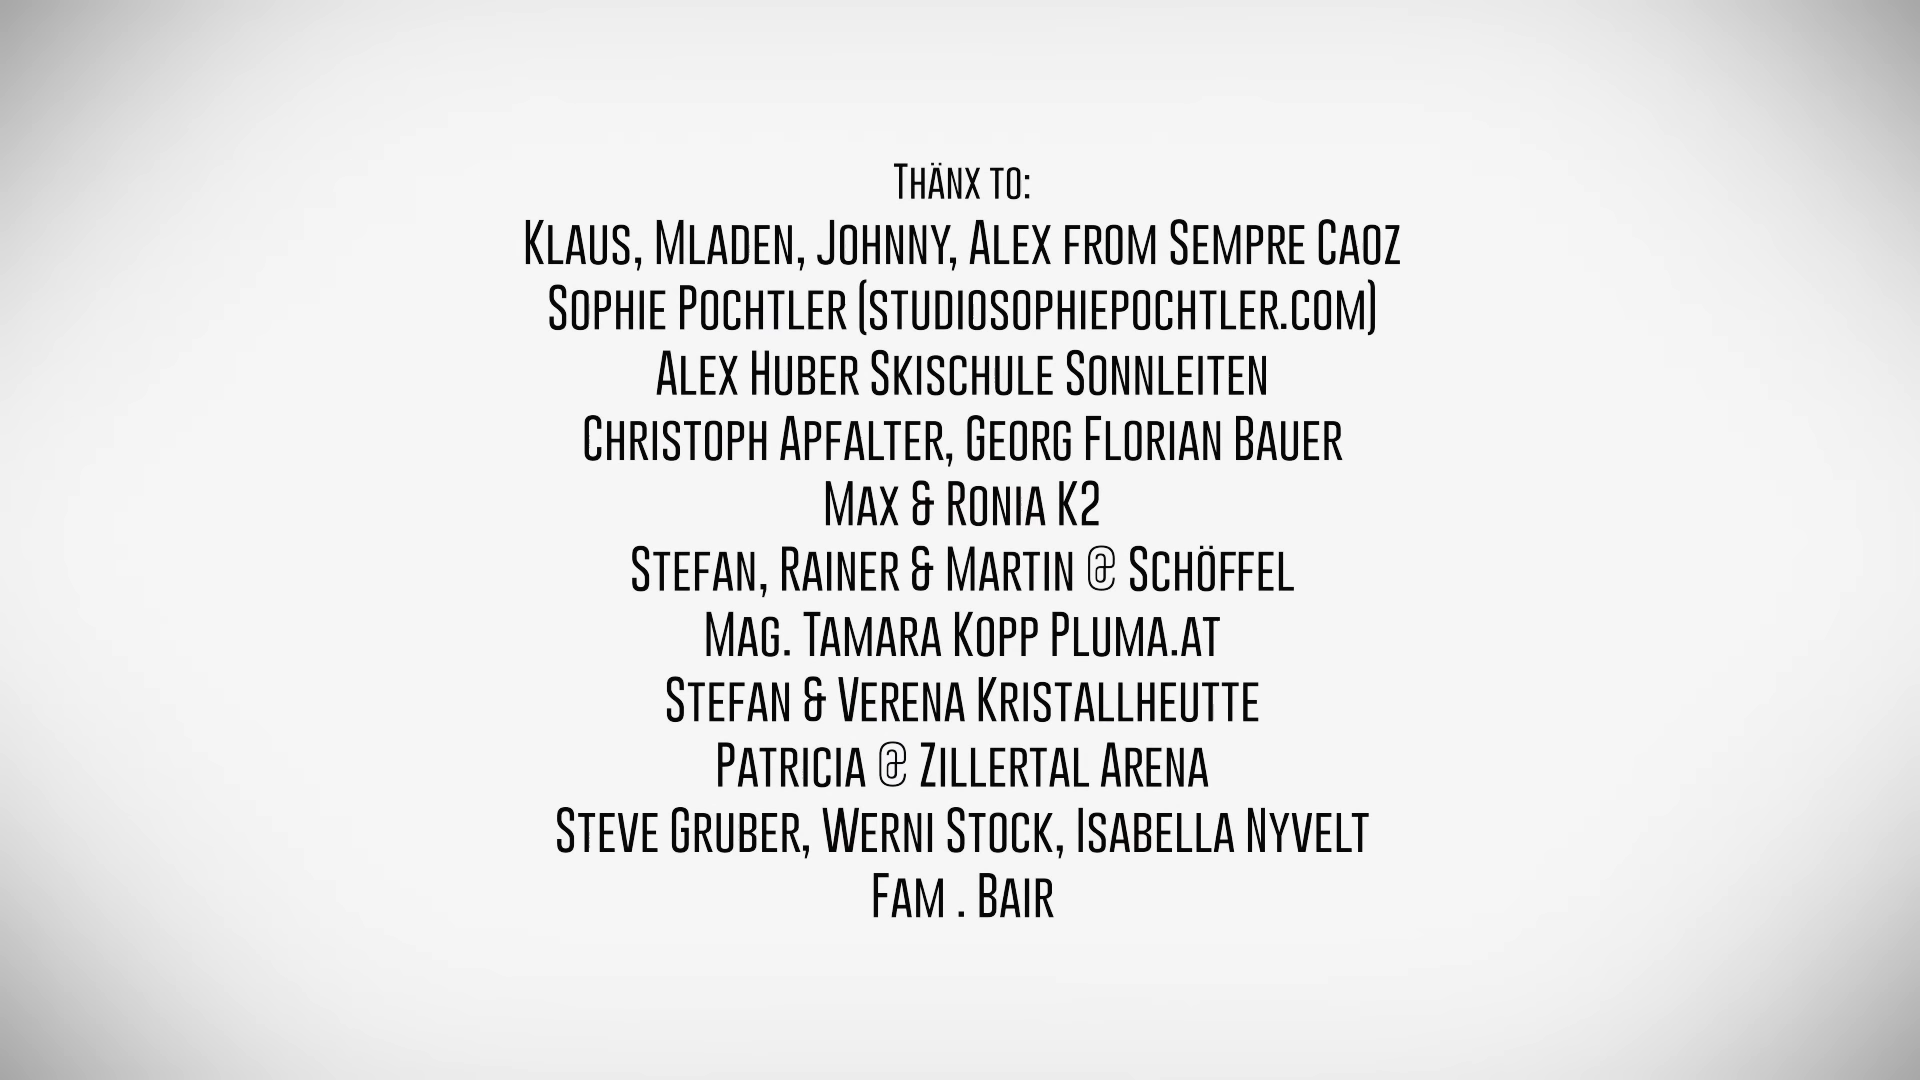 Thänx to:
Klaus, Mladen, Johnny, Alex from Sempre Caoz
Sophie Pochtler (studiosophiepochtler.com)
Alex Huber Skischule Sonnleiten
Christoph Apfalter, Georg Florian Bauer
Max & Ronia K2
Stefan, Rainer & Martin @ Schöffel
Mag. Tamara Kopp Pluma.at
Stefan & Verena Kristallheutte
Patricia @ Zillertal Arena
Steve Gruber, Werni Stock, Isabella Nyvelt
Fam . Bair